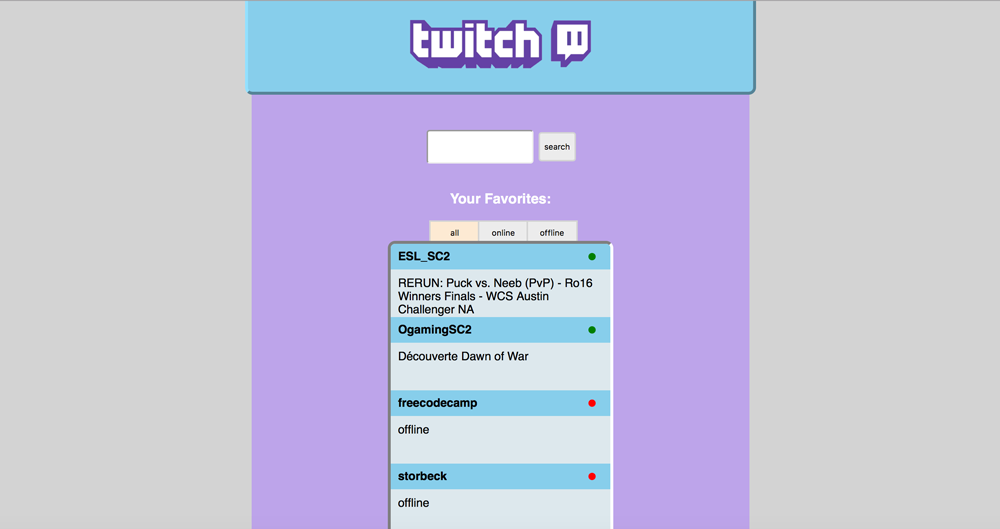 twitch
search
Your Favorites:
all online offline
ESL_SC2
RERUN: Puck vs. Neeb (PvP) - Ro16
Winners Finals - WCS Austin
Challenger NA
OgamingSC2
Découverte Dawn of War
freecodecamp
offline
storbeck
offline